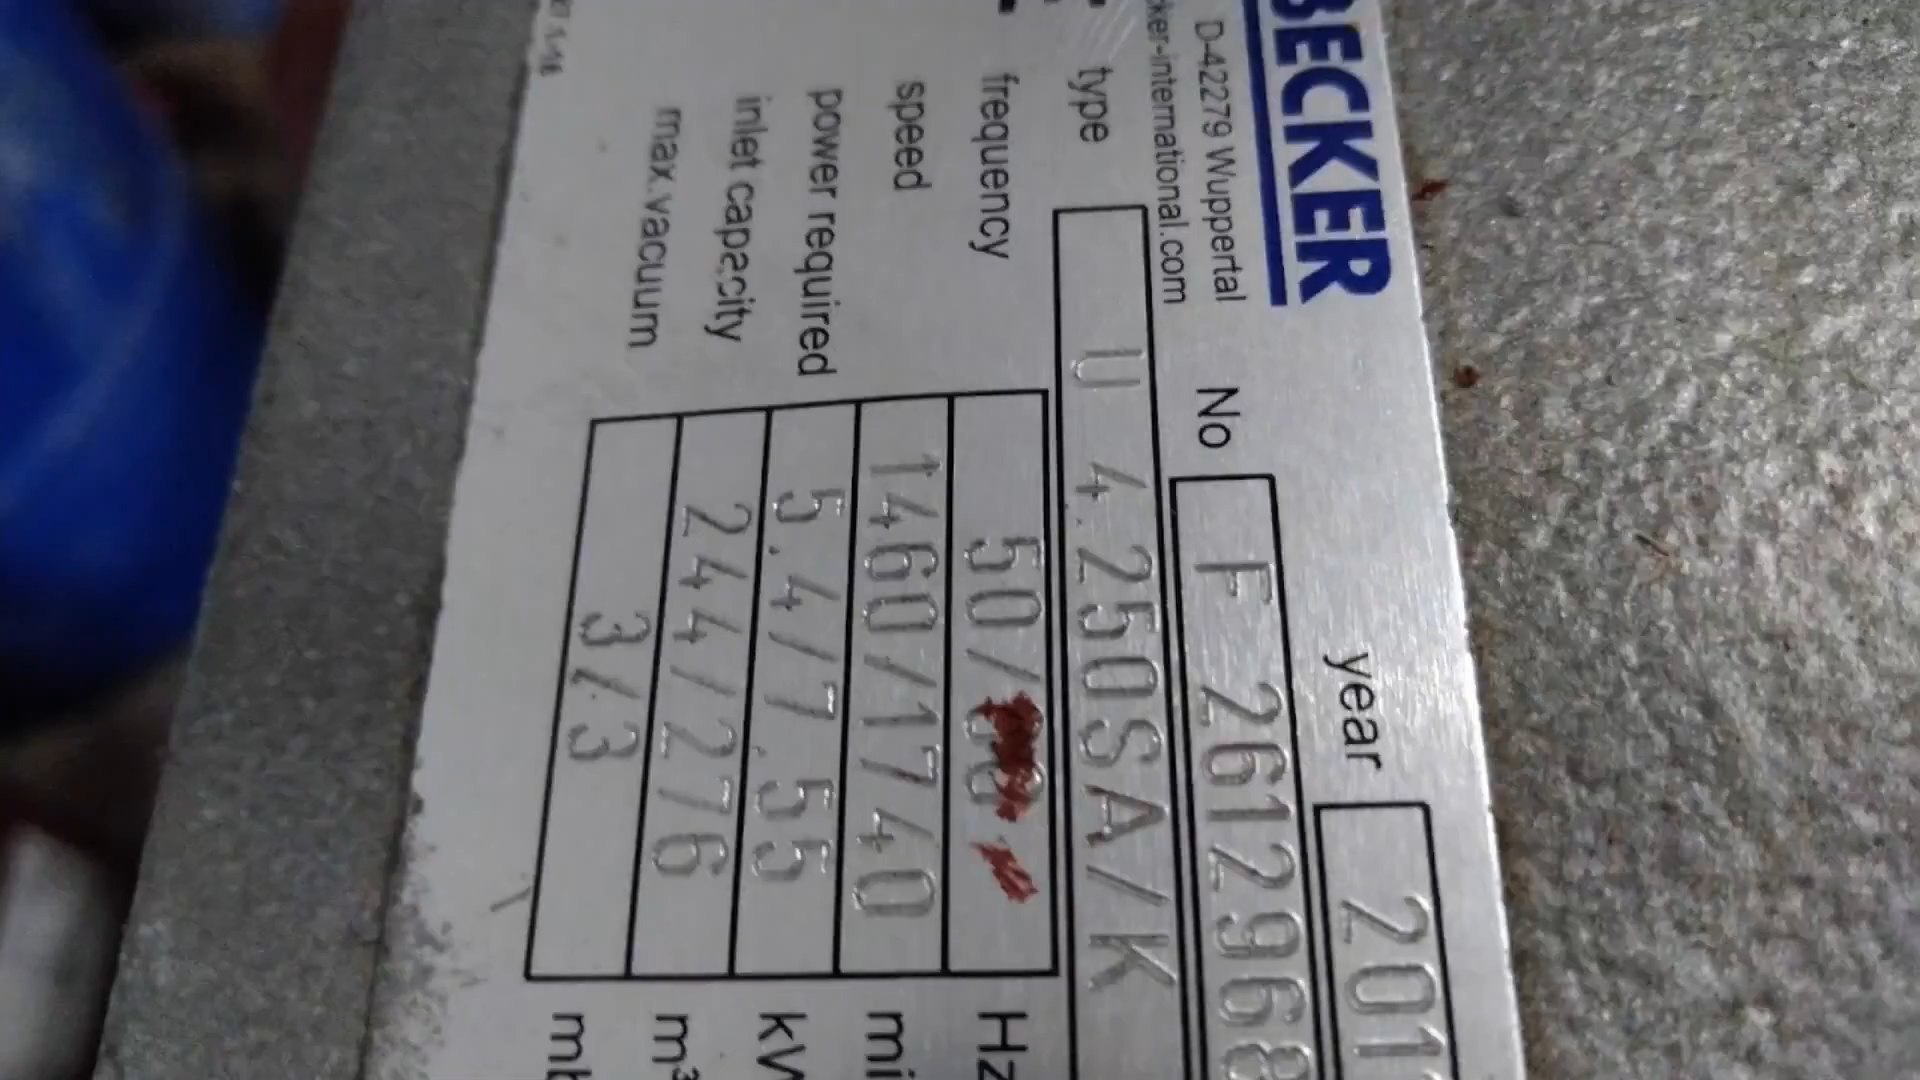 BECKER
D-42279 Wuppertal
ker-international.com
year 201
No F 2612968
type U 4.250SA/K
frequency 50/60 Hz
speed 1460/1740 mi
power required 5.4/7.55 kW
inlet capacity 244/276 m³
max.vacuum 3/3 mb